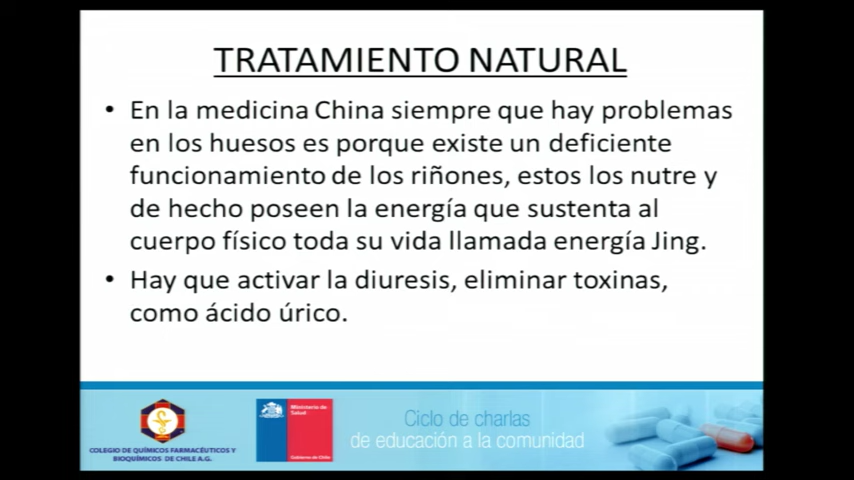 TRATAMIENTO NATURAL
• En la medicina China siempre que hay problemas
en los huesos es porque existe un deficiente
funcionamiento de los riñones, estos los nutre y
de hecho poseen la energía que sustenta al
cuerpo físico toda su vida llamada energía Jing.
• Hay que activar la diuresis, eliminar toxinas,
como ácido úrico.
COLEGIO DE QUÍMICOS FARMACÉUTICOS Y
BIOQUÍMICOS DE CHILE A.G.
Ministerio de
Salud
Gobierno de Chile
Ciclo de charlas
de educación a la comunidad